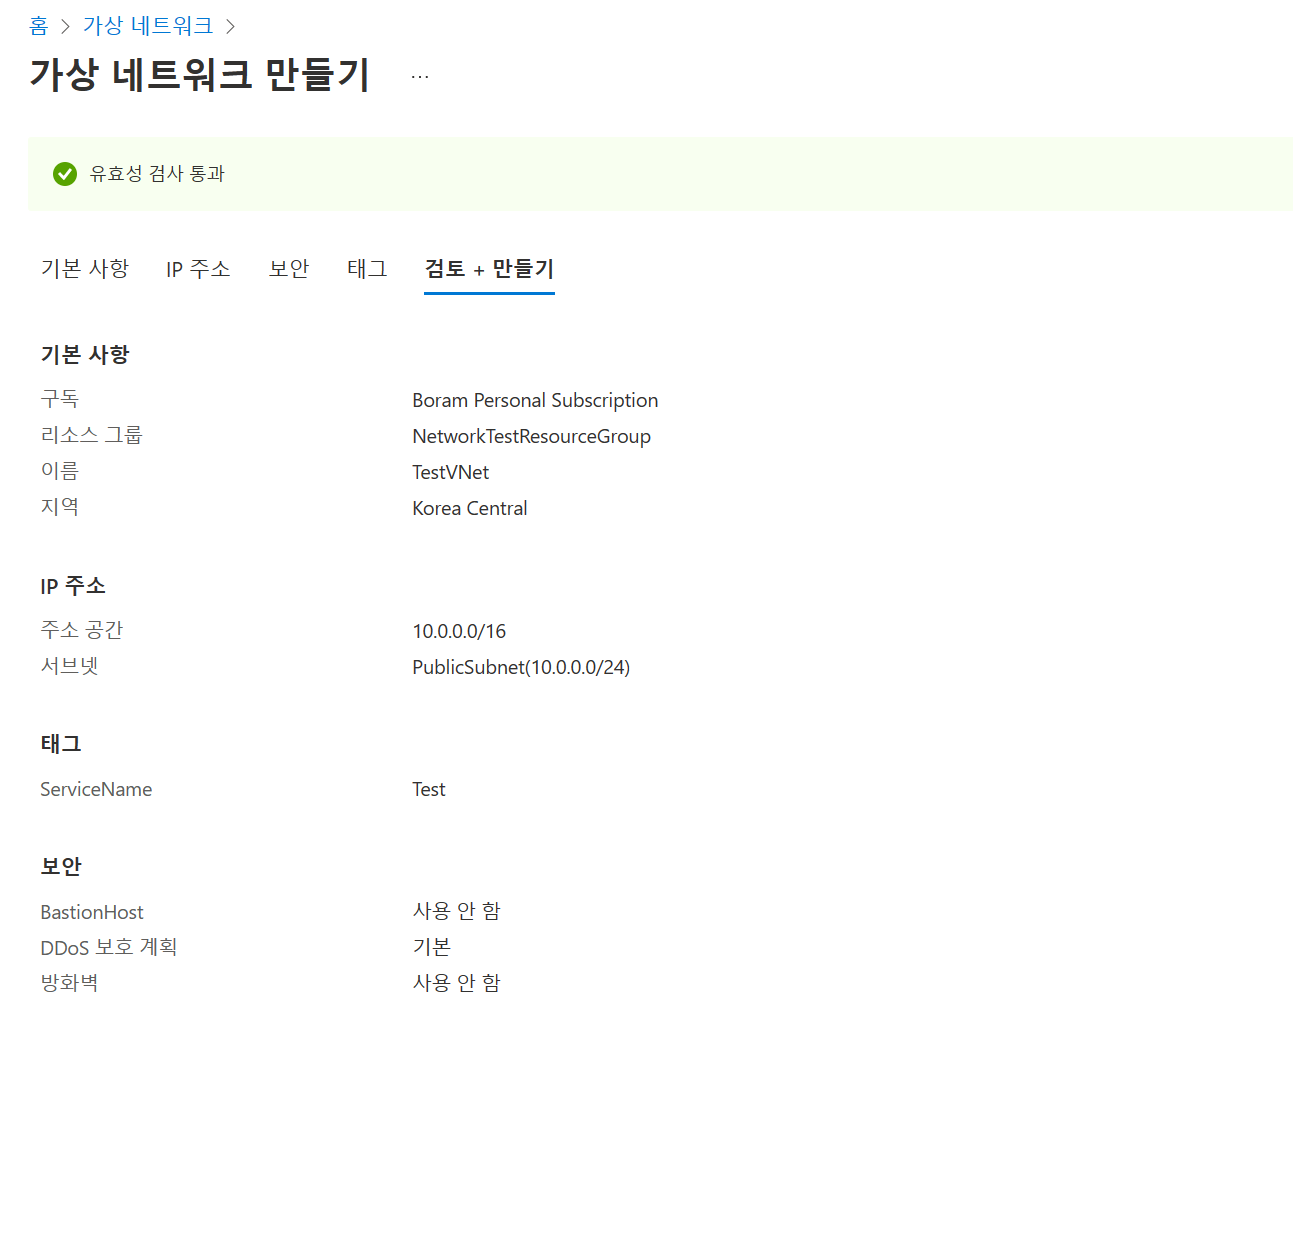 홈 > 가상 네트워크 >
가상 네트워크 만들기 ...
유효성 검사 통과
기본 사항 IP 주소 보안 태그 검토 + 만들기
기본 사항
구독 Boram Personal Subscription
리소스 그룹 NetworkTestResourceGroup
이름 TestVNet
지역 Korea Central
IP 주소
주소 공간 10.0.0.0/16
서브넷 PublicSubnet(10.0.0.0/24)
태그
ServiceName Test
보안
BastionHost 사용 안 함
DDoS 보호 계획 기본
방화벽 사용 안 함